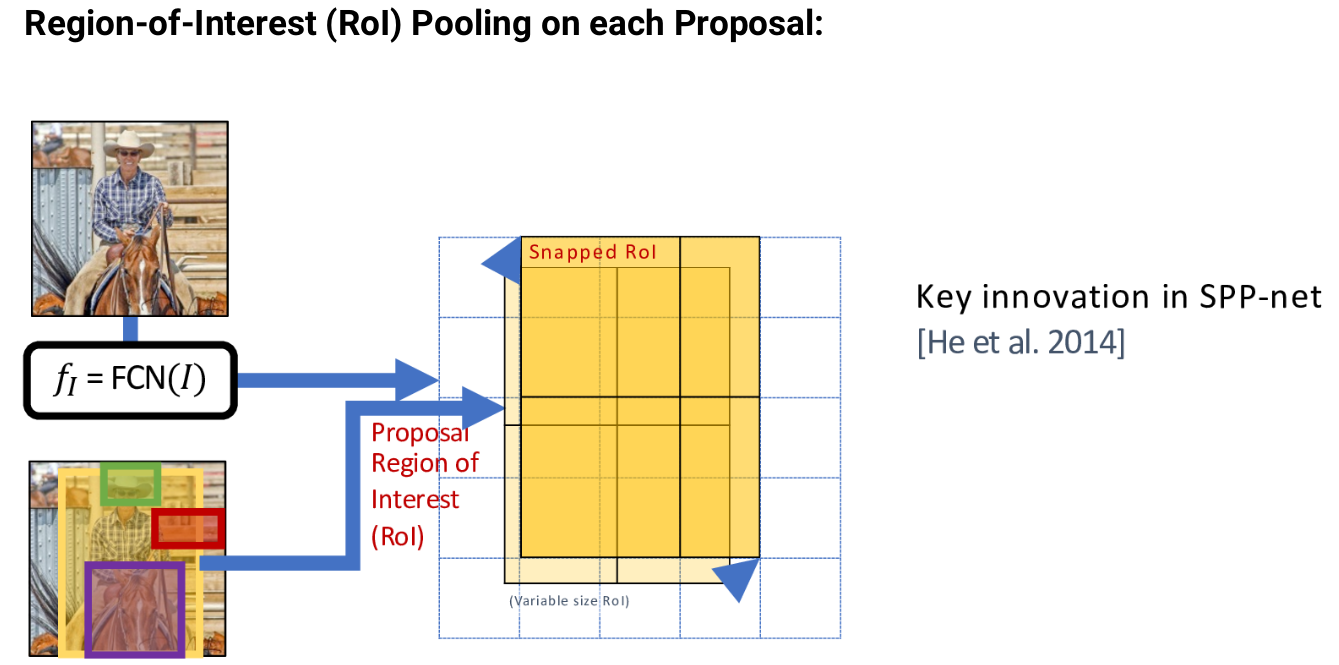 Region-of-Interest (RoI) Pooling on each Proposal:
Snapped RoI
Key innovation in SPP-net
[He et al. 2014]
f_I = FCN(I)
Proposal
Region of
Interest
(RoI)
(Variable size RoI)